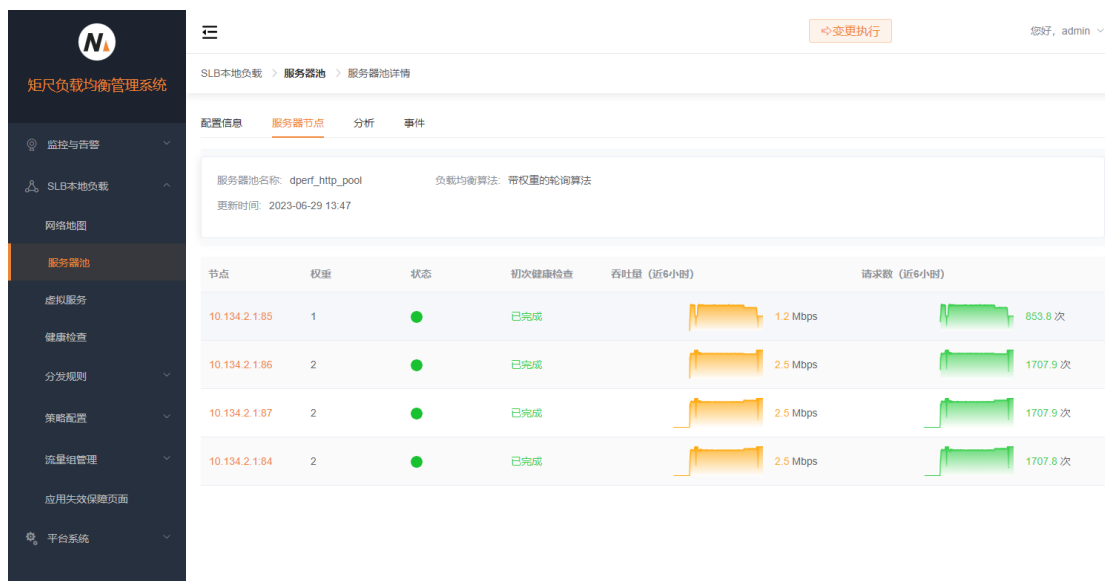 变更执行
您好，admin
矩尺负载均衡管理系统
SLB本地负载 > 服务器池 > 服务器池详情
配置信息 服务器节点 分析 事件
监控与告警
SLB本地负载
网络地图
服务器池
虚拟服务
健康检查
分发规则
策略配置
流量组管理
应用失效保障页面
平台系统
服务器池名称: dperf_http_pool 负载均衡算法: 带权重的轮询算法
更新时间: 2023-06-29 13:47
节点 权重 状态 初次健康检查 吞吐量（近6小时） 请求数（近6小时）
10.134.2.1:85 1 已完成 1.2 Mbps 853.8 次
10.134.2.1:86 2 已完成 2.5 Mbps 1707.9 次
10.134.2.1:87 2 已完成 2.5 Mbps 1707.9 次
10.134.2.1:84 2 已完成 2.5 Mbps 1707.8 次